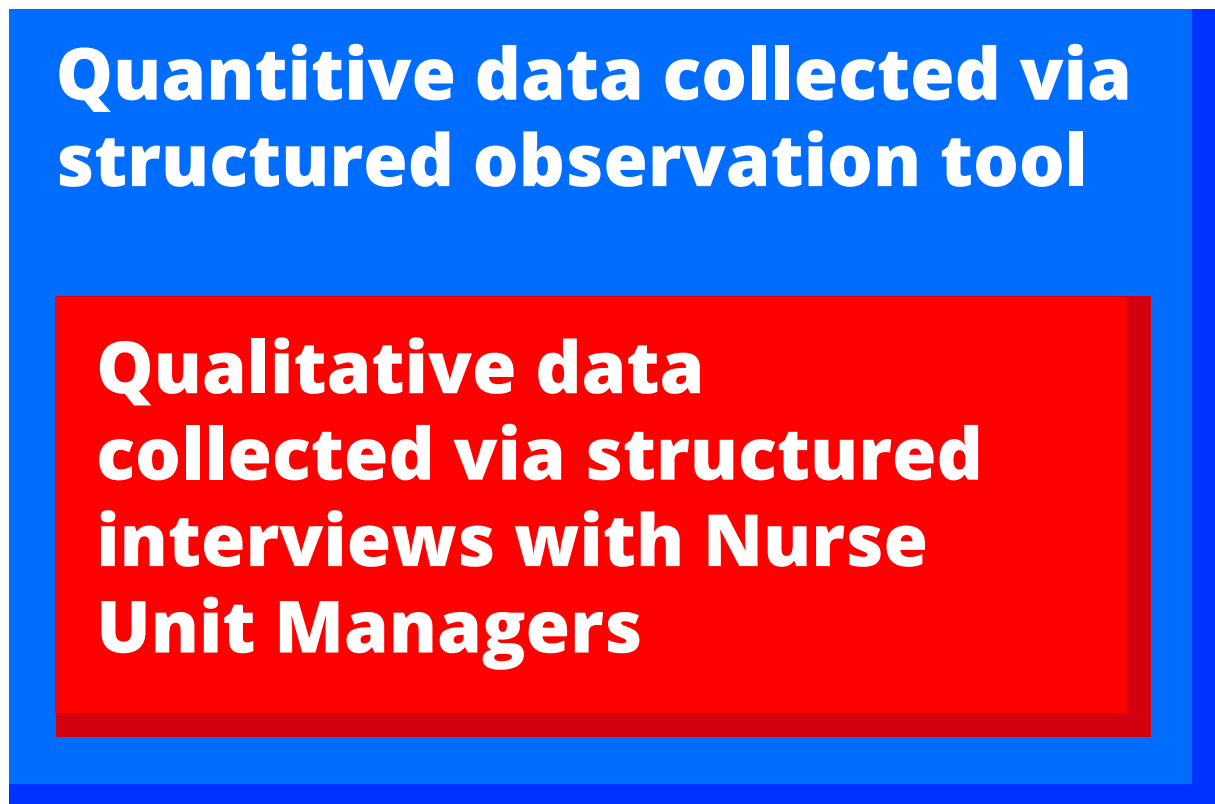 Quantitive data collected via
structured observation tool
Qualitative data
collected via structured
interviews with Nurse
Unit Managers